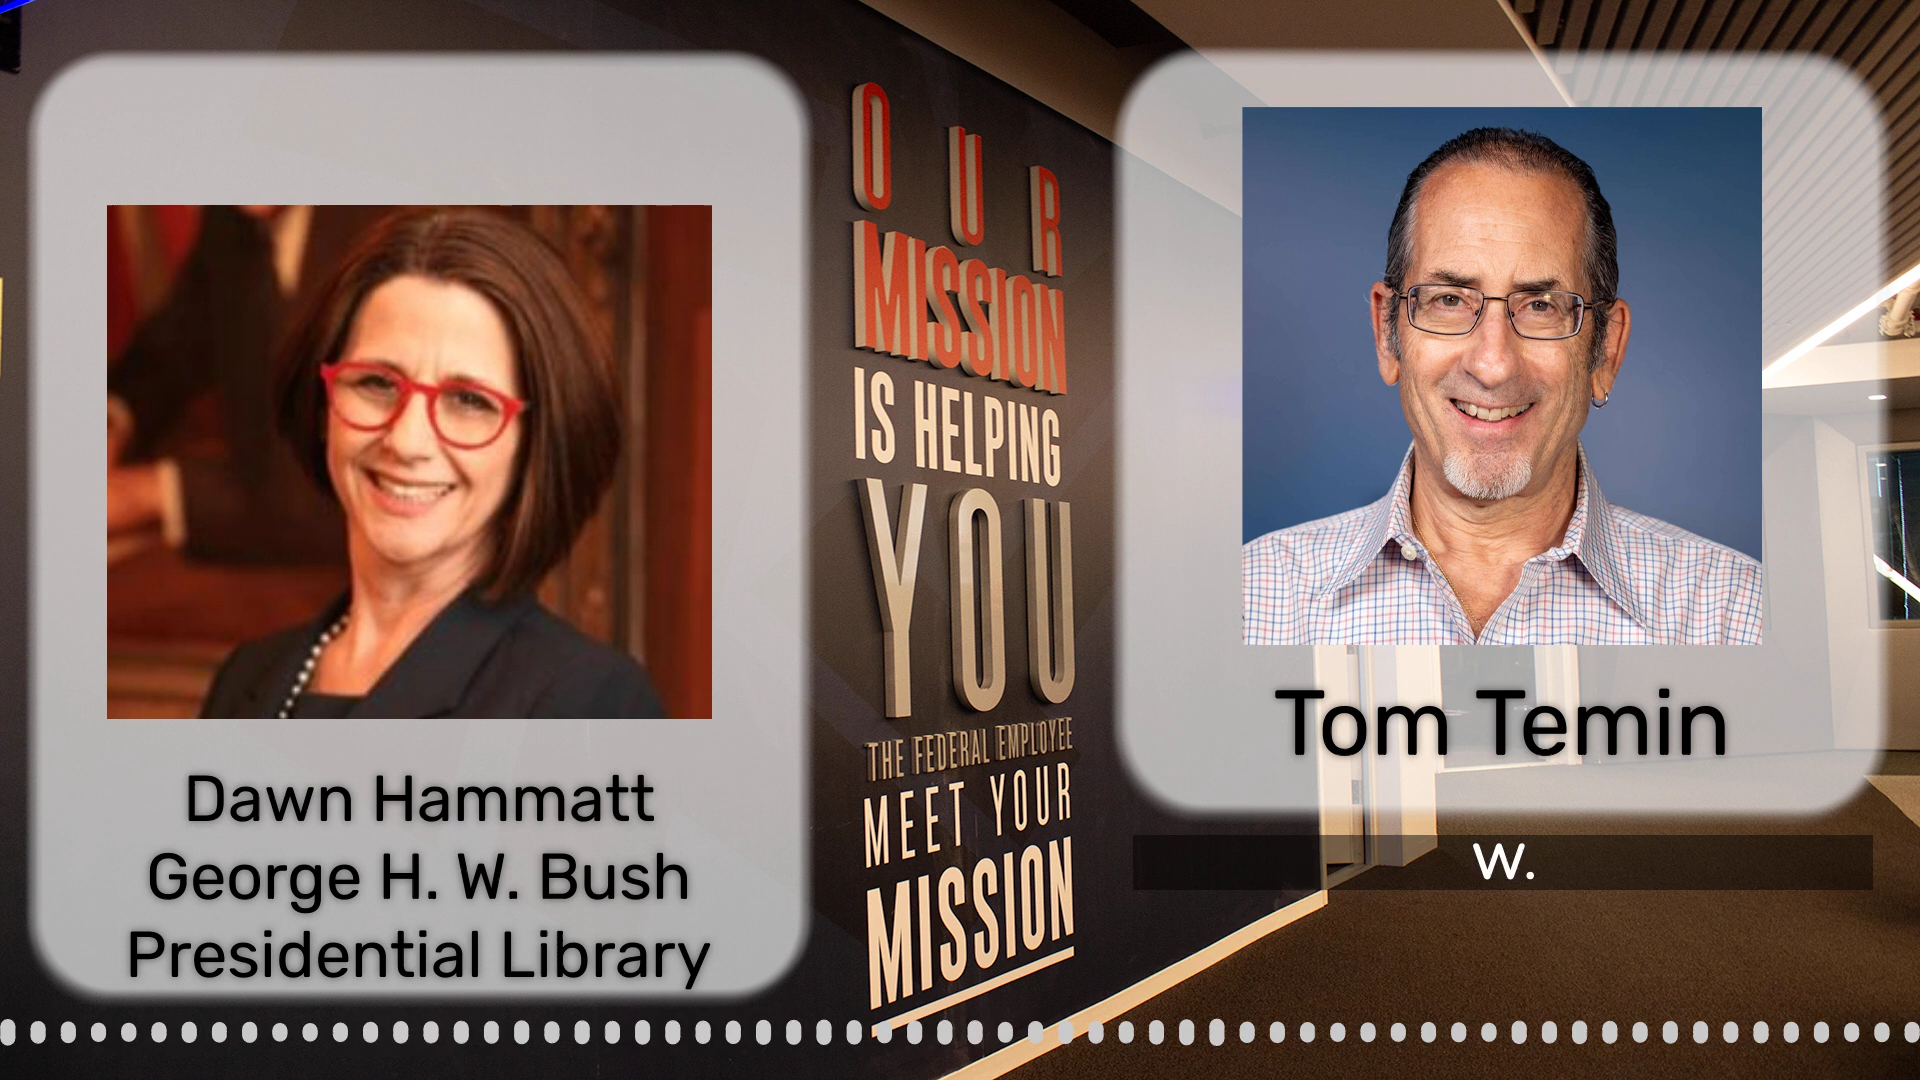 Dawn Hammatt
George H. W. Bush
Presidential Library
OUR
MISSION
IS HELPING
YOU
THE FEDERAL EMPLOYEE
MEET YOUR
MISSION
Tom Temin
W.